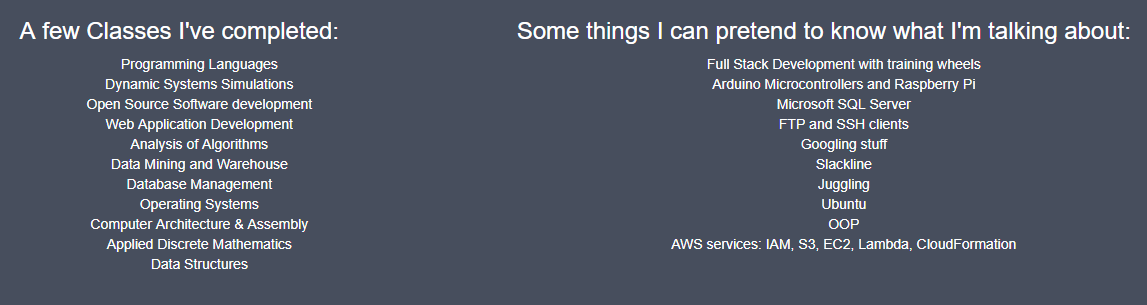 A few Classes I've completed:
Programming Languages
Dynamic Systems Simulations
Open Source Software development
Web Application Development
Analysis of Algorithms
Data Mining and Warehouse
Database Management
Operating Systems
Computer Architecture & Assembly
Applied Discrete Mathematics
Data Structures
Some things I can pretend to know what I'm talking about:
Full Stack Development with training wheels
Arduino Microcontrollers and Raspberry Pi
Microsoft SQL Server
FTP and SSH clients
Googling stuff
Slackline
Juggling
Ubuntu
OOP
AWS services: IAM, S3, EC2, Lambda, CloudFormation